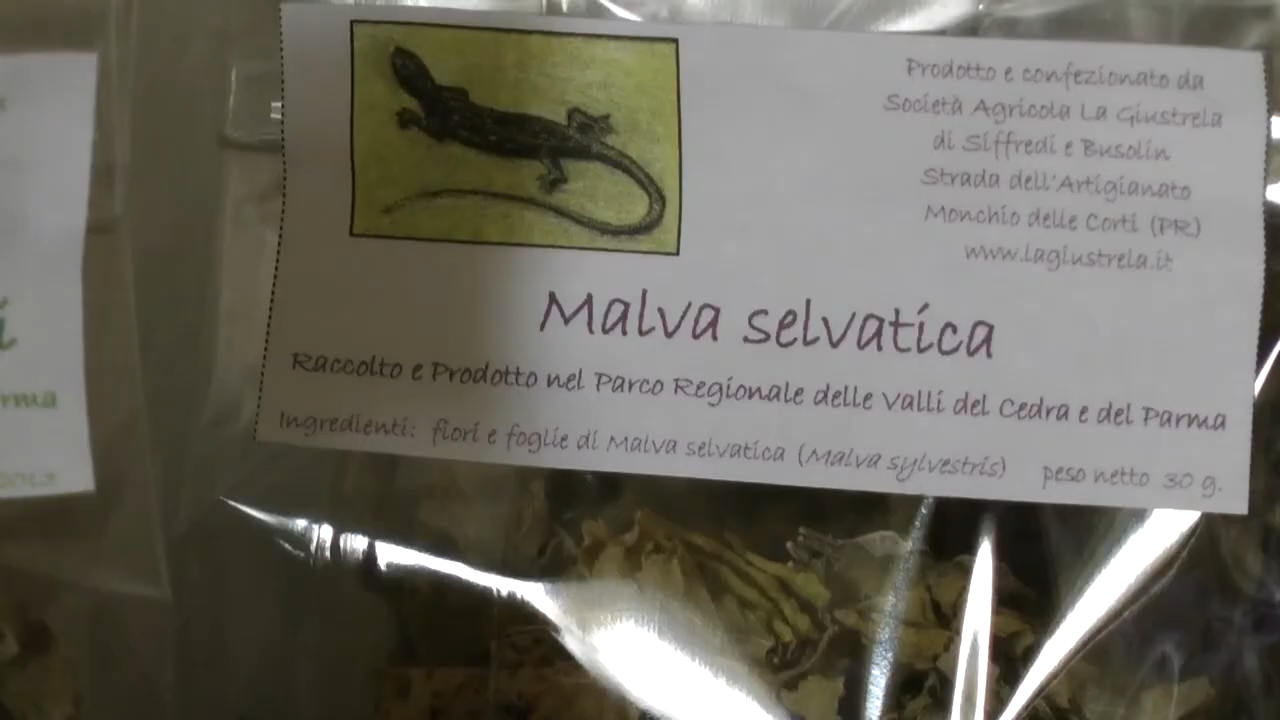 Prodotto e confezionato da
Società Agricola La Giustrela
di Siffredi e Busolin
Strada dell'Artigianato
Monchio delle Corti (PR)
www.lagiustrela.it
Malva selvatica
Raccolto e Prodotto nel Parco Regionale delle Valli del Cedra e del Parma
Ingredienti: fiori e foglie di Malva selvatica (Malva sylvestris) peso netto 30 g.